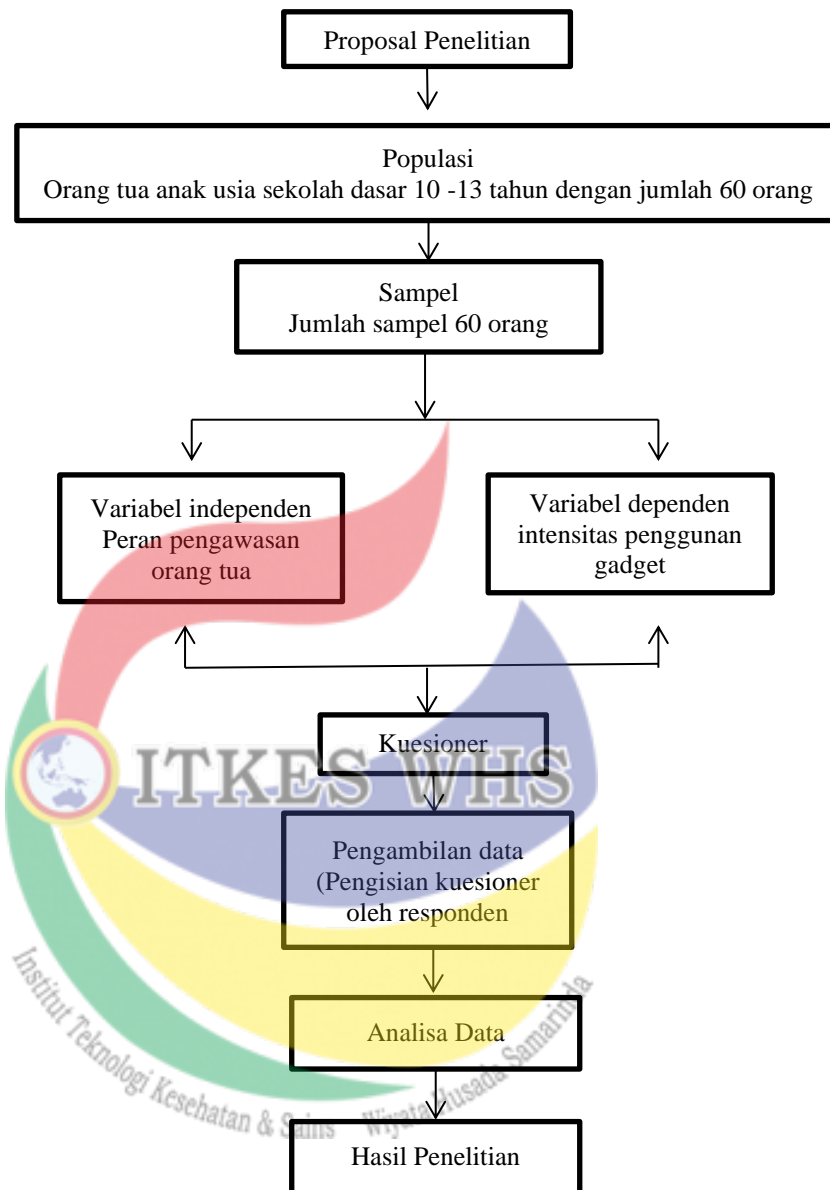 Proposal Penelitian
Populasi
Orang tua anak usia sekolah dasar 10 -13 tahun dengan jumlah 60 orang
Sampel
Jumlah sampel 60 orang
Variabel independen
Peran pengawasan
orang tua
Variabel dependen
intensitas penggunan
gadget
Kuesioner
ITKES WHS
Pengambilan data
(Pengisian kuesioner
oleh responden
Analisa Data
Institut Teknologi Kesehatan & Sains Wiyata Husada Samarinda
Hasil Penelitian